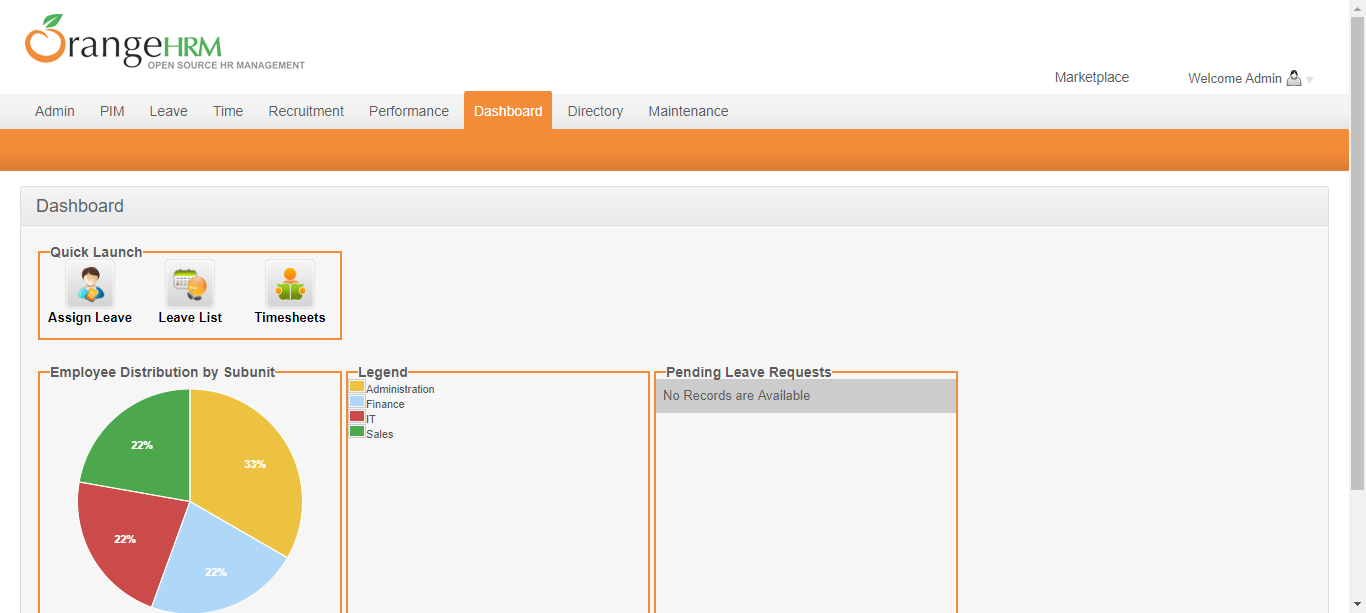 OrangeHRM
OPEN SOURCE HR MANAGEMENT
Marketplace Welcome Admin
Admin PIM Leave Time Recruitment Performance Dashboard Directory Maintenance
Dashboard
Quick Launch
Assign Leave Leave List Timesheets
Employee Distribution by Subunit
22%
33%
22%
22%
Legend
Administration
Finance
IT
Sales
Pending Leave Requests
No Records are Available